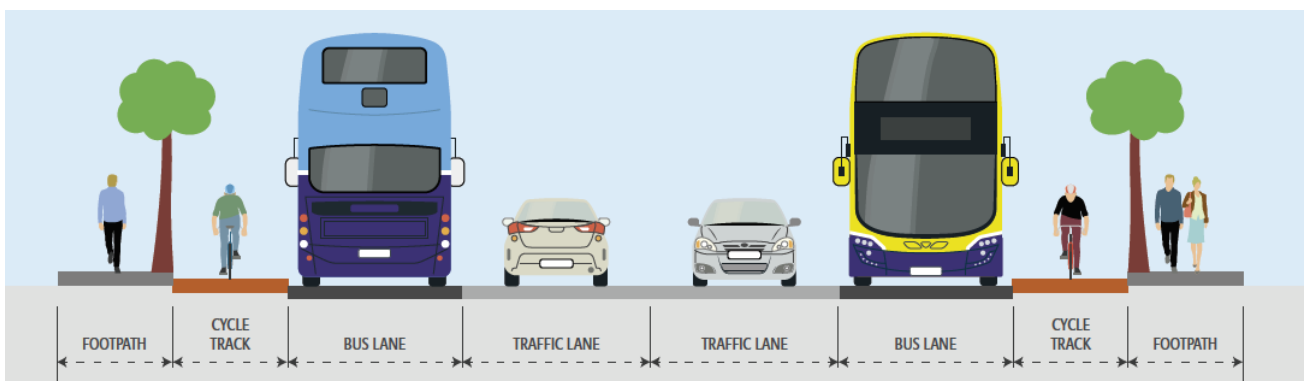 FOOTPATH
CYCLE
TRACK
BUS LANE
TRAFFIC LANE
TRAFFIC LANE
BUS LANE
CYCLE
TRACK
FOOTPATH